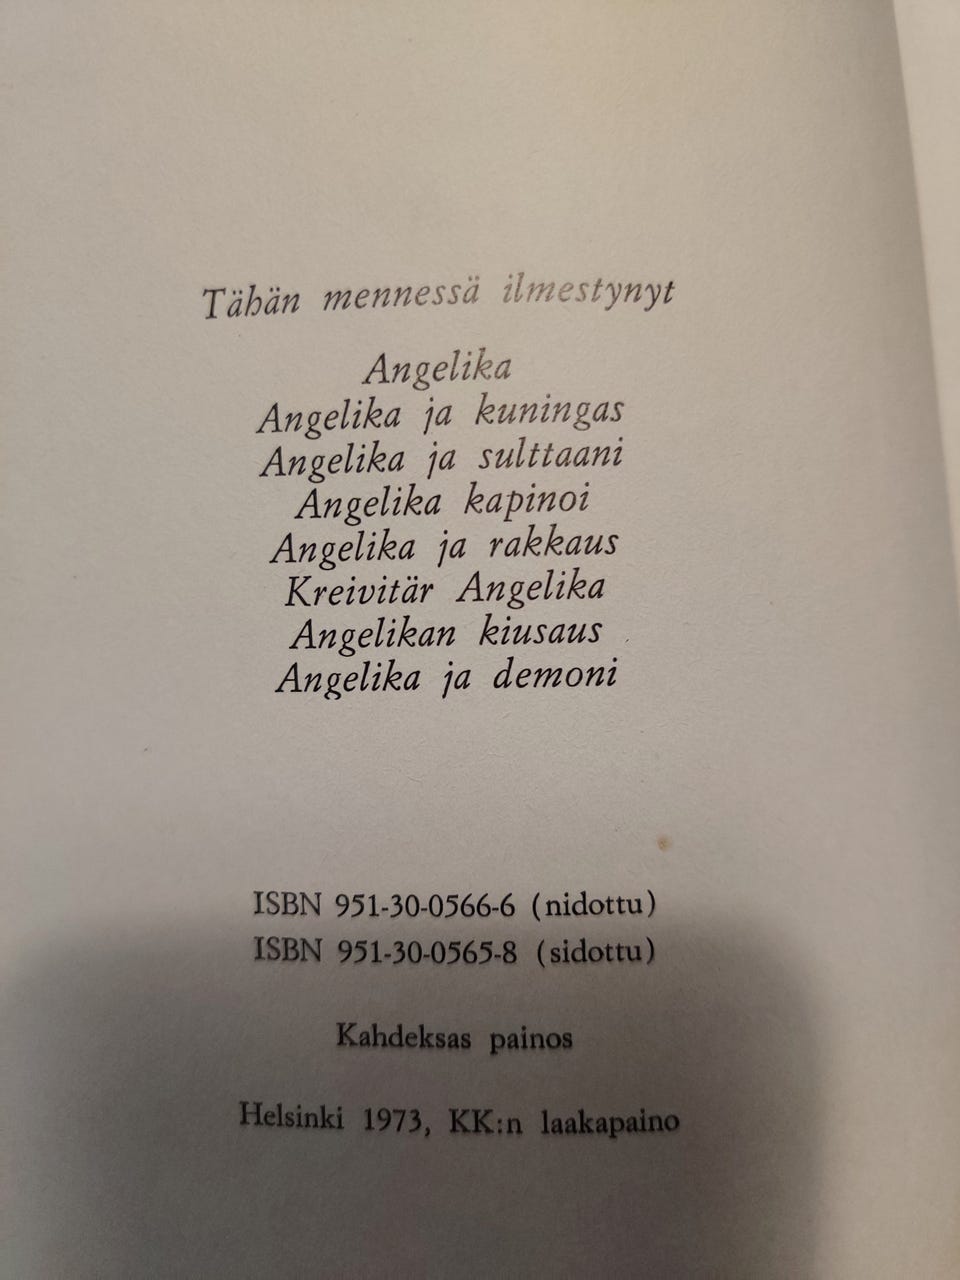 Tähän mennessä ilmestynyt
Angelika
Angelika ja kuningas
Angelika ja sulttaani
Angelika kapinoi
Angelika ja rakkaus
Kreivitär Angelika
Angelikan kiusaus
Angelika ja demoni
ISBN 951-30-0566-6 (nidottu)
ISBN 951-30-0565-8 (sidottu)
Kahdeksas painos
Helsinki 1973, KK:n laakapaino